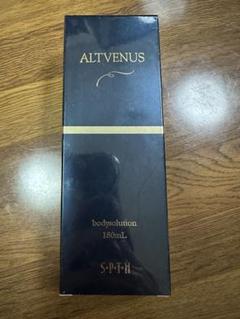 ALTVENUS
bodysolution
180mL
S·P·T·M